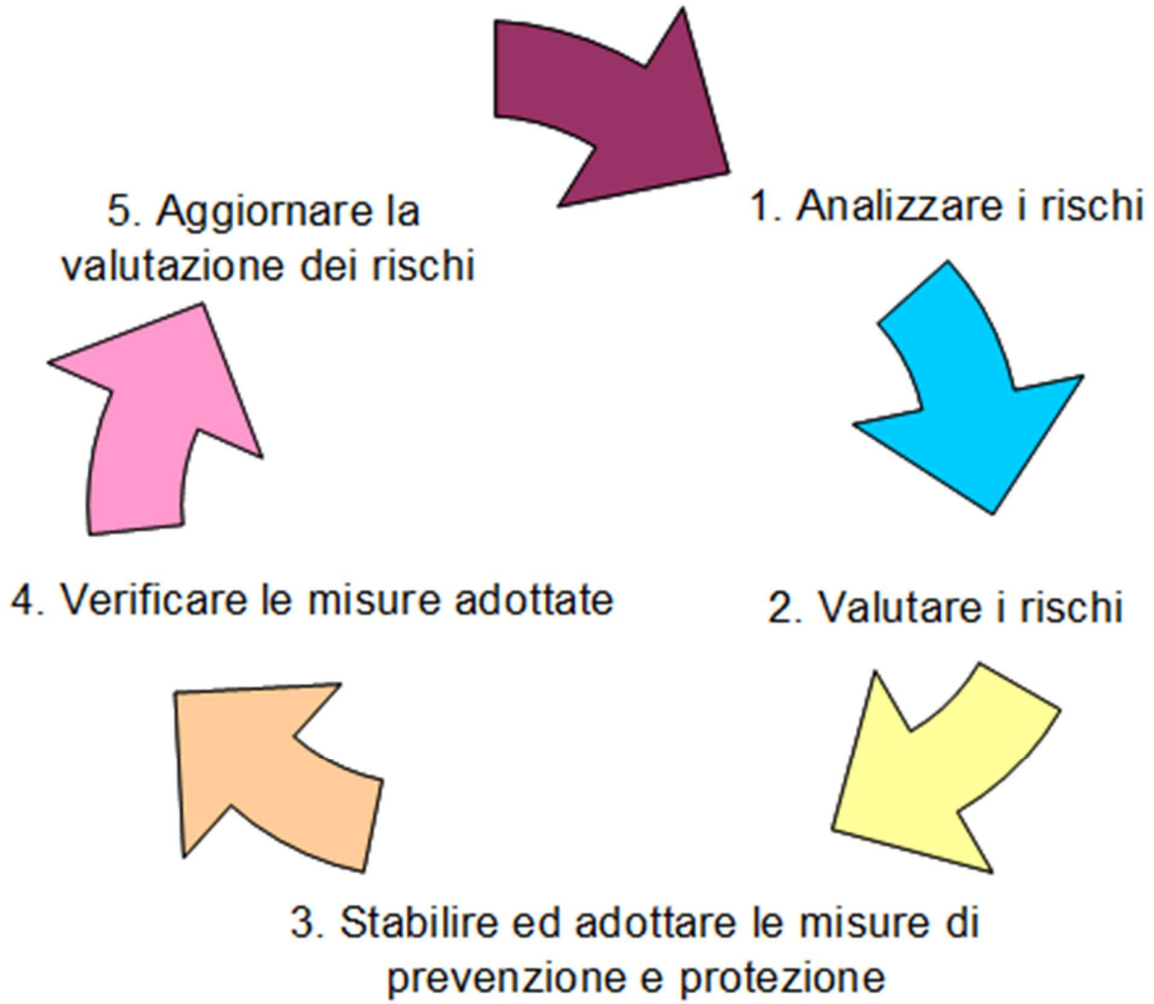 1. Analizzare i rischi
2. Valutare i rischi
3. Stabilire ed adottare le misure di
prevenzione e protezione
4. Verificare le misure adottate
5. Aggiornare la
valutazione dei rischi